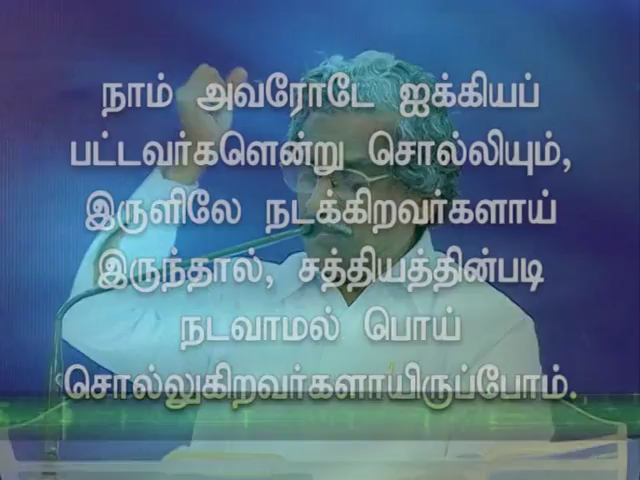 நாம் அவரோடே ஐக்கியப்
பட்டவர்களென்று சொல்லியும்,
இருளிலே நடக்கிறவர்களாய்
இருந்தால், சத்தியத்தின்படி
நடவாமல் பொய்
சொல்லுகிறவர்களாயிருப்போம்.